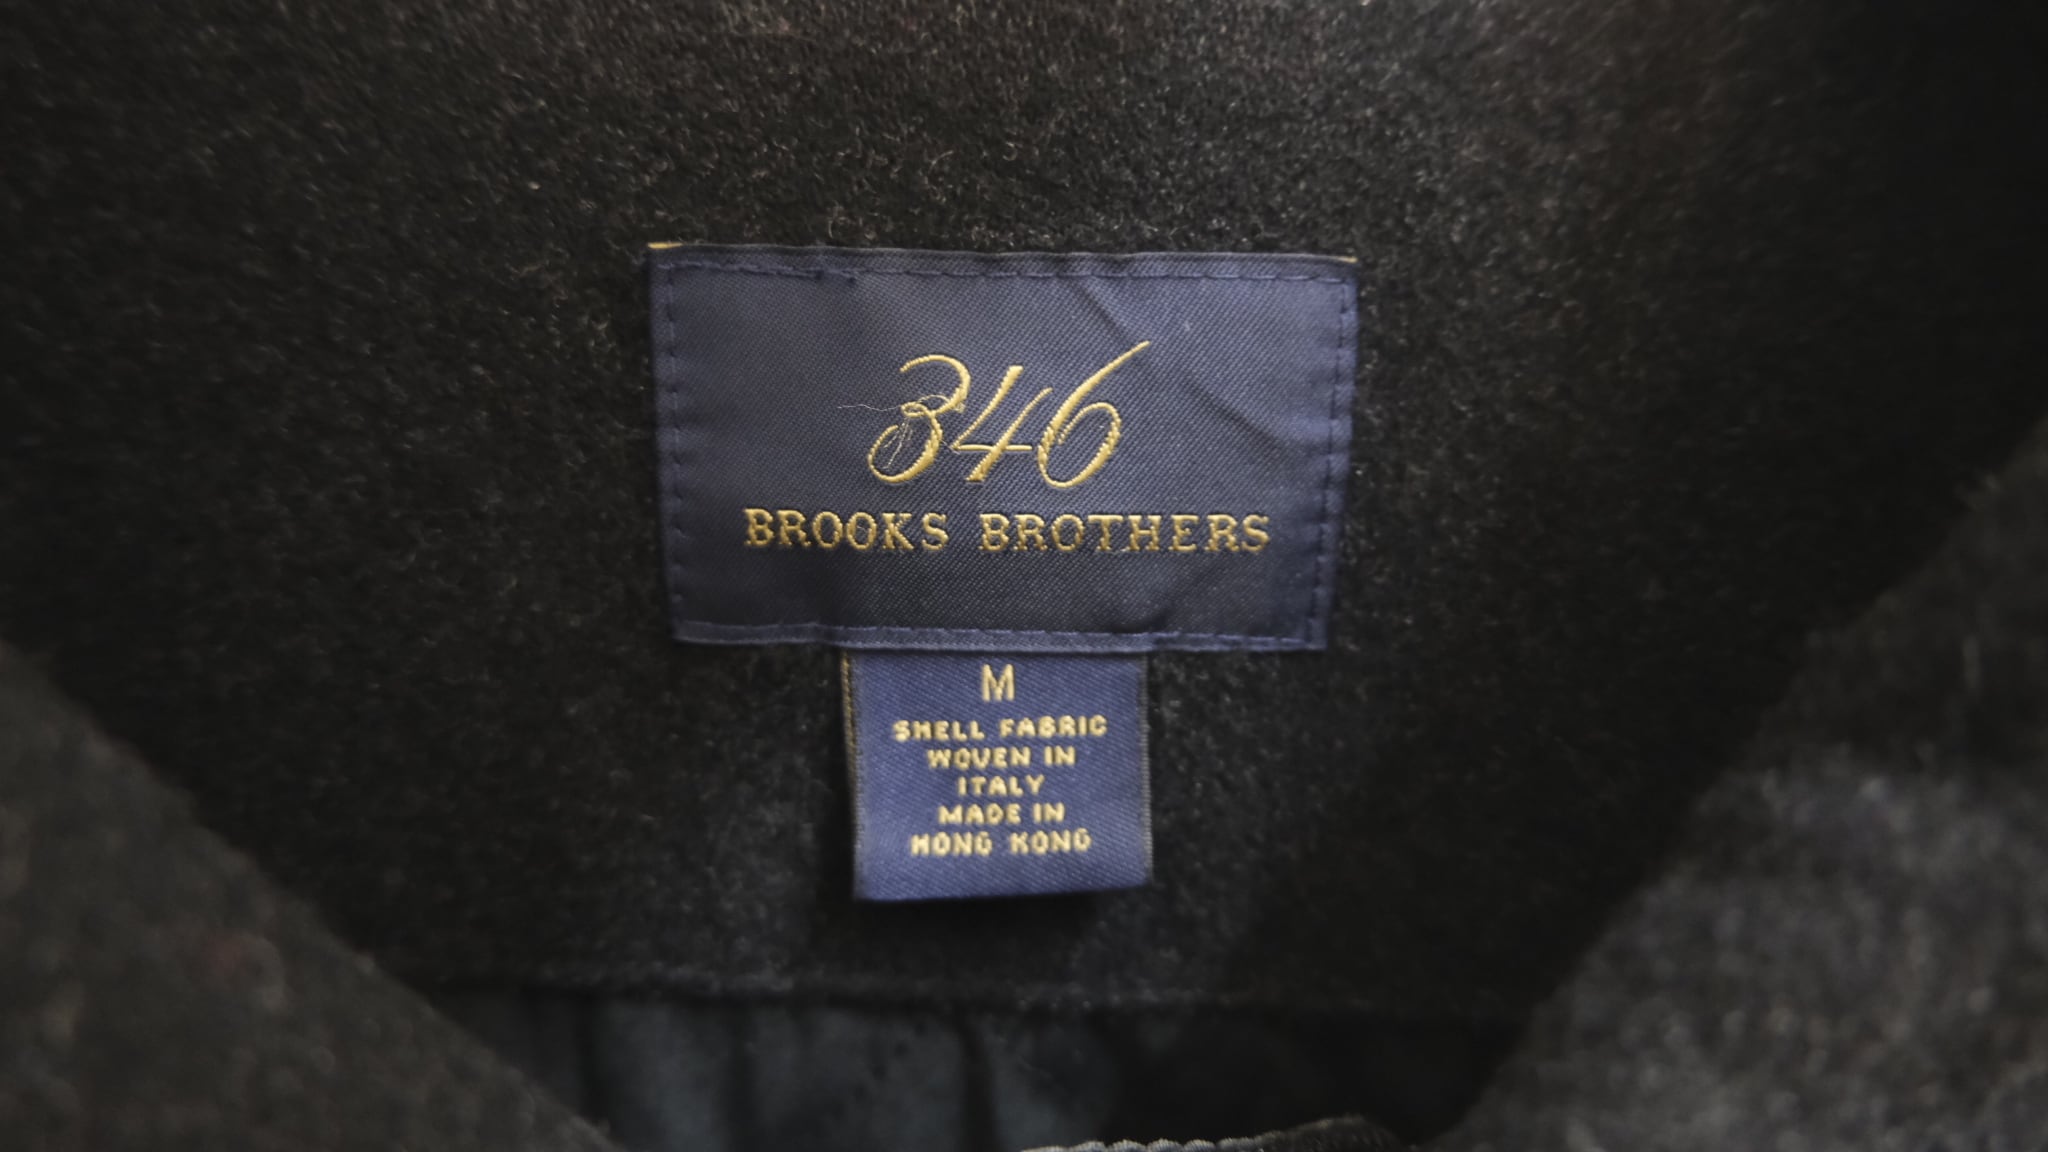 346
BROOKS BROTHERS
M
SHELL FABRIC
WOVEN IN
ITALY
MADE IN
HONG KONG